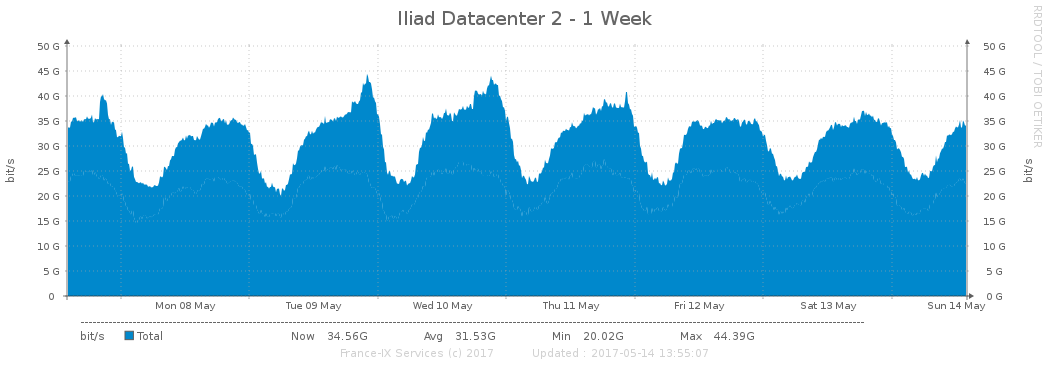 Iliad Datacenter 2 - 1 Week
RRDTOOL / TOBI OETIKER
50 G 50 G
45 G 45 G
40 G 40 G
35 G 35 G
30 G 30 G
25 G 25 G
20 G 20 G
15 G 15 G
10 G 10 G
5 G 5 G
0 0 G
bit/s bit/s
Mon 08 May Tue 09 May Wed 10 May Thu 11 May Fri 12 May Sat 13 May Sun 14 May
bit/s Total Now 34.56G Avg 31.53G Min 20.02G Max 44.39G
France-IX Services (c) 2017 Updated : 2017-05-14 13:55:07